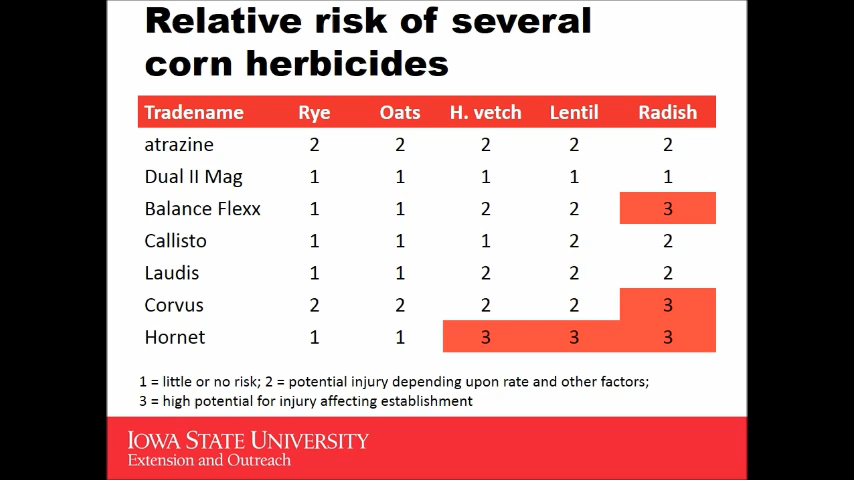 Relative risk of several
corn herbicides
Tradename Rye Oats H. vetch Lentil Radish
atrazine 2 2 2 2 2
Dual II Mag 1 1 1 1 1
Balance Flexx 1 1 2 2 3
Callisto 1 1 1 2 2
Laudis 1 1 2 2 2
Corvus 2 2 2 2 3
Hornet 1 1 3 3 3
1 = little or no risk; 2 = potential injury depending upon rate and other factors;
3 = high potential for injury affecting establishment
IOWA STATE UNIVERSITY
Extension and Outreach